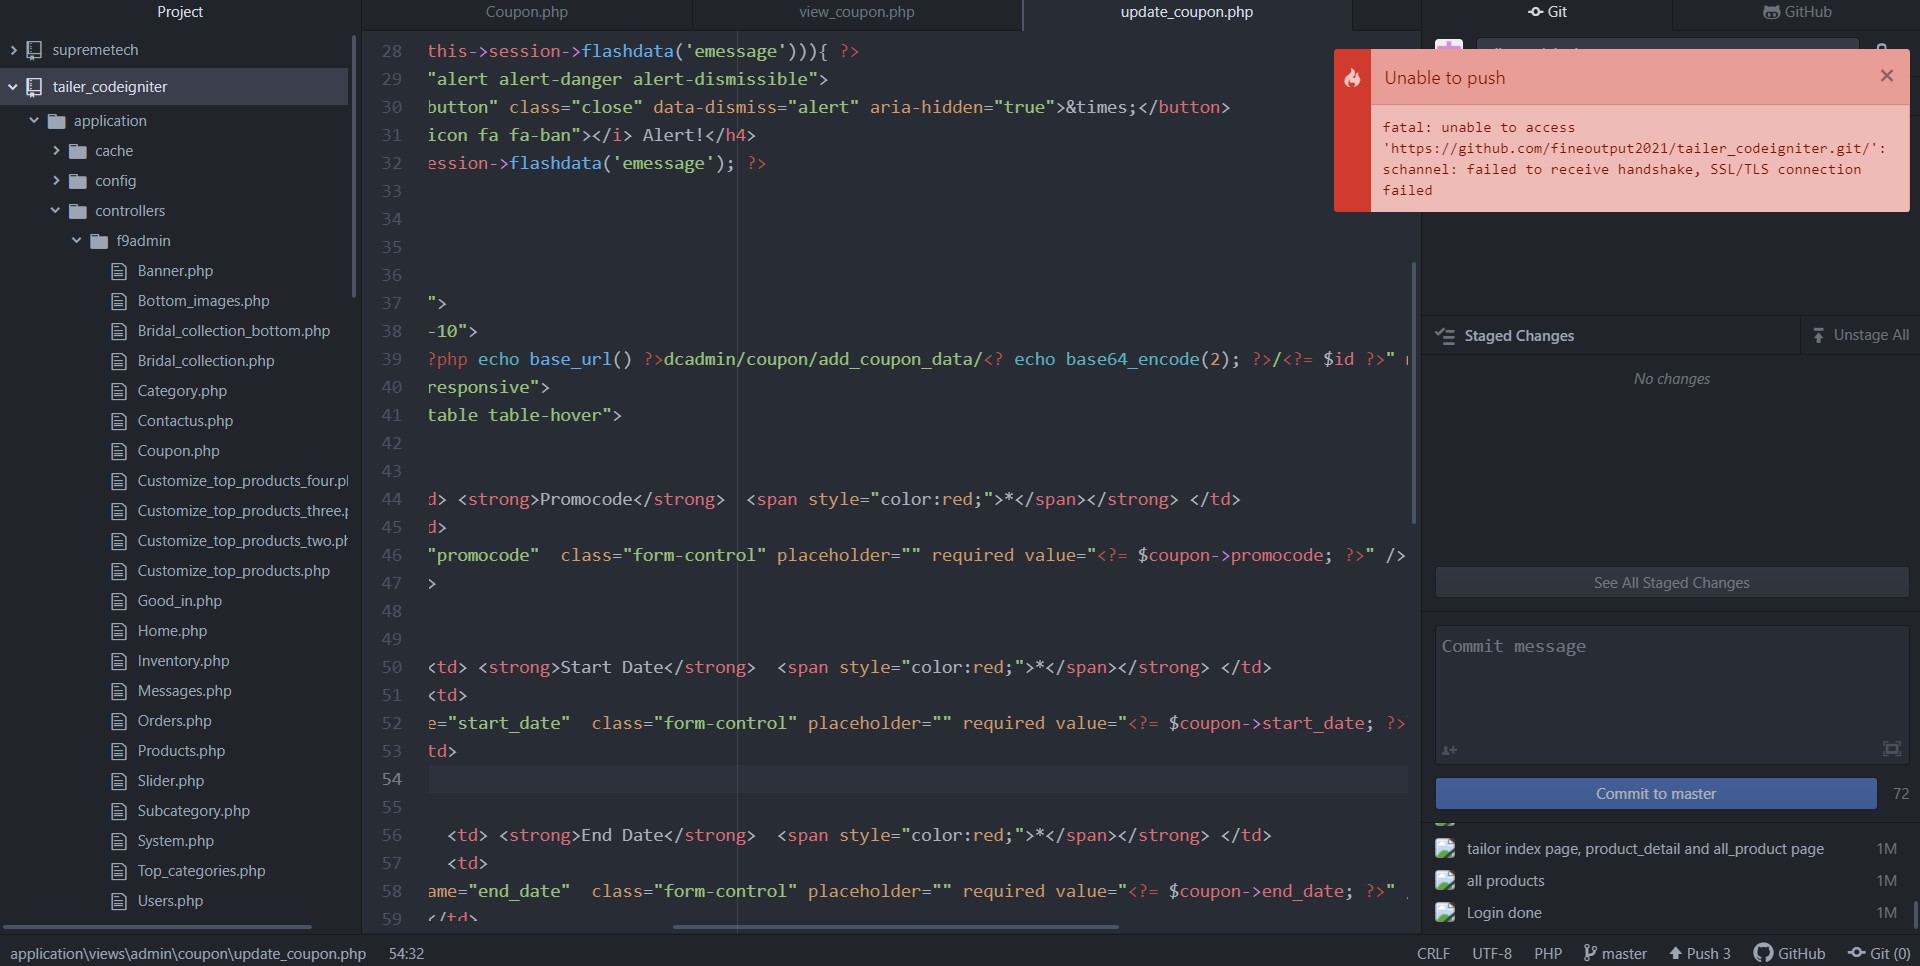 Project
supremetech
tailer_codeigniter
application
cache
config
controllers
f9admin
Banner.php
Bottom_images.php
Bridal_collection_bottom.php
Bridal_collection.php
Category.php
Contactus.php
Coupon.php
Customize_top_products_four.pl
Customize_top_products_three.p
Customize_top_products_two.ph
Customize_top_products.php
Good_in.php
Home.php
Inventory.php
Messages.php
Orders.php
Products.php
Slider.php
Subcategory.php
System.php
Top_categories.php
Users.php
Coupon.php view_coupon.php update_coupon.php
28 this->session->flashdata('emessage'))){ ?>
29 "alert alert-danger alert-dismissible">
30 button" class="close" data-dismiss="alert" aria-hidden="true">&times;</button>
31 icon fa fa-ban"></i> Alert!</h4>
32 ession->flashdata('emessage'); ?>
33
34
35
36
37 ">
38 -10">
39 ?php echo base_url() ?>dcadmin/coupon/add_coupon_data/<? echo base64_encode(2); ?>/<?= $id ?>"
40 responsive">
41 table table-hover">
42
43
44 d> <strong>Promocode</strong>  <span style="color:red;">*</span></strong> </td>
45 d>
46 "promocode"  class="form-control" placeholder="" required value="<?= $coupon->promocode; ?>" />
47 >
48
49
50 <td> <strong>Start Date</strong>  <span style="color:red;">*</span></strong> </td>
51 <td>
52 e="start_date"  class="form-control" placeholder="" required value="<?= $coupon->start_date; ?>
53 td>
54
55
56 <td> <strong>End Date</strong>  <span style="color:red;">*</span></strong> </td>
57 <td>
58 ame="end_date"  class="form-control" placeholder="" required value="<?= $coupon->end_date; ?>"
59 </td>
Git GitHub
Unable to push ×
fatal: unable to access
'https://github.com/fineoutput2021/tailer_codeigniter.git/':
schannel: failed to receive handshake, SSL/TLS connection
failed
Staged Changes Unstage All
No changes
See All Staged Changes
Commit message
Commit to master 72
tailor index page, product_detail and all_product page 1M
all products 1M
Login done 1M
application\views\admin\coupon\update_coupon.php 54:32 CRLF UTF-8 PHP master Push 3 GitHub Git (0)